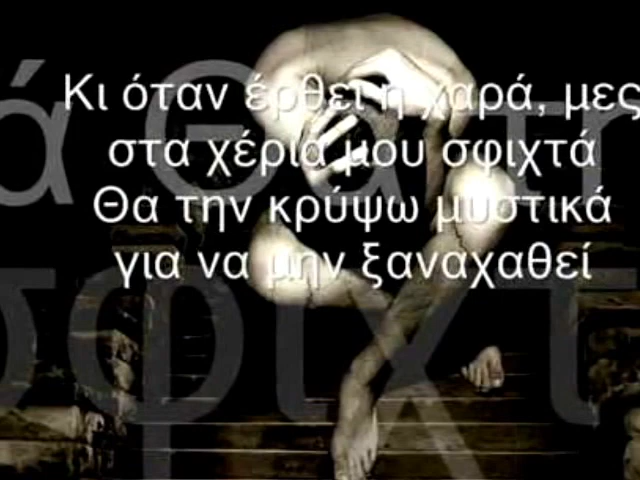 Κι όταν έρθει η χαρά, μες
στα χέρια μου σφιχτά
Θα την κρύψω μυστικά
για να μην ξαναχαθεί